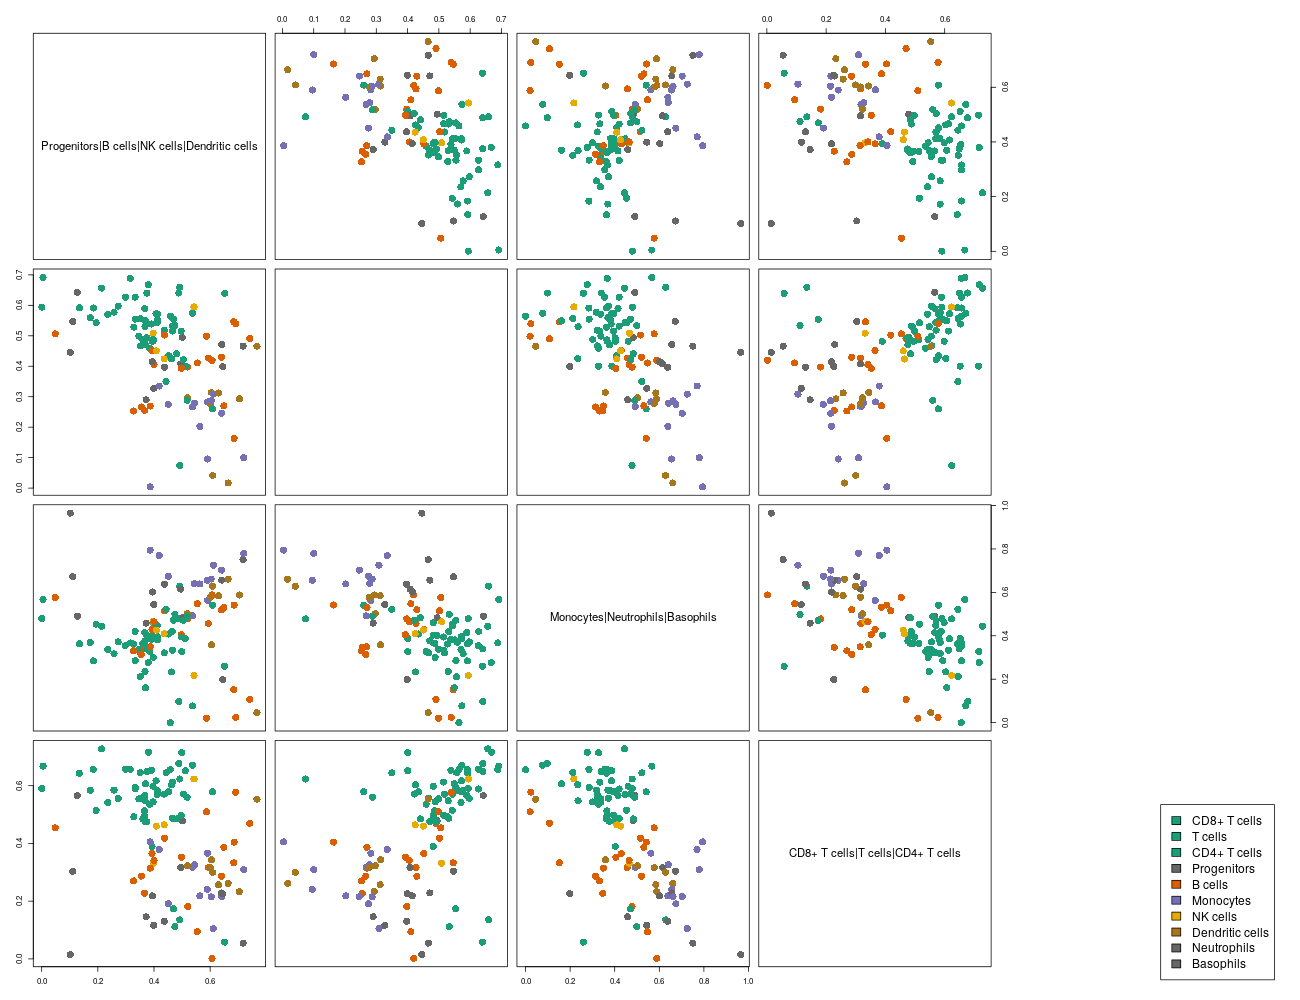 0.0 0.1 0.2 0.3 0.4 0.5 0.6 0.7
0.0 0.2 0.4 0.6
Progenitors|B cells|NK cells|Dendritic cells
0.0 0.2 0.4 0.6
0.0 0.1 0.2 0.3 0.4 0.5 0.6 0.7
Monocytes|Neutrophils|Basophils
0.0 0.2 0.4 0.6 0.8 1.0
CD8+ T cells|T cells|CD4+ T cells
0.0 0.2 0.4 0.6
0.0 0.2 0.4 0.6
0.0 0.2 0.4 0.6 0.8 1.0
CD8+ T cells
T cells
CD4+ T cells
Progenitors
B cells
Monocytes
NK cells
Dendritic cells
Neutrophils
Basophils